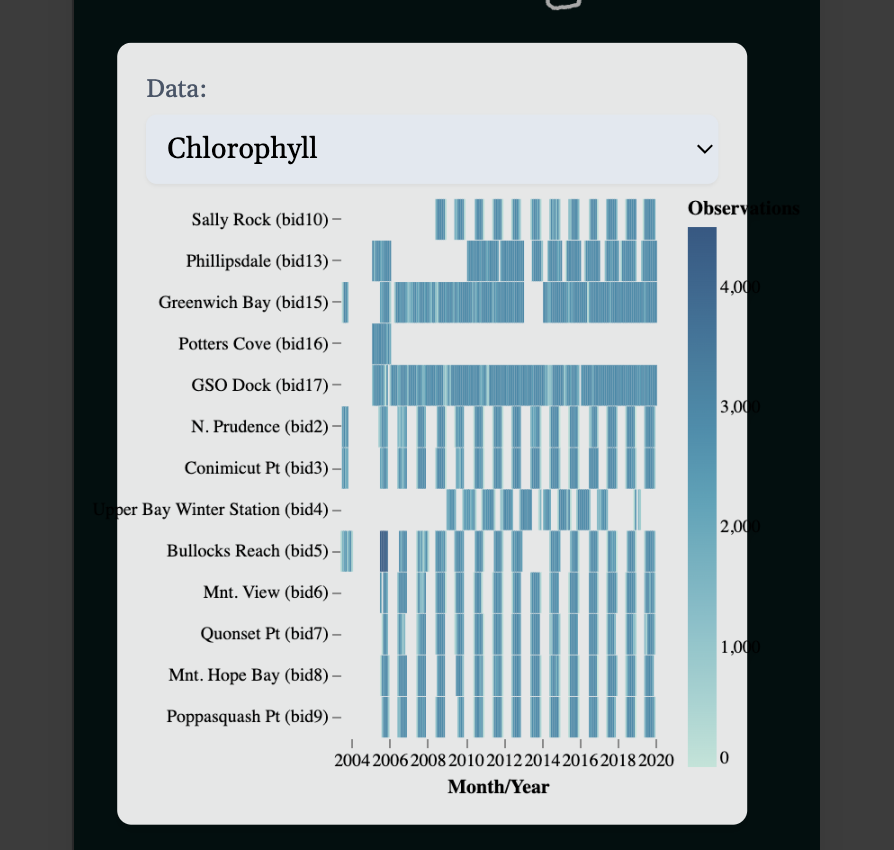 Data:
Chlorophyll
Observations
Sally Rock (bid10)
Phillipsdale (bid13)
Greenwich Bay (bid15)
Potters Cove (bid16)
GSO Dock (bid17)
N. Prudence (bid2)
Conimicut Pt (bid3)
Upper Bay Winter Station (bid4)
Bullocks Reach (bid5)
Mnt. View (bid6)
Quonset Pt (bid7)
Mnt. Hope Bay (bid8)
Poppasquash Pt (bid9)
4,000
3,000
2,000
1,000
0
2004 2006 2008 2010 2012 2014 2016 2018 2020
Month/Year